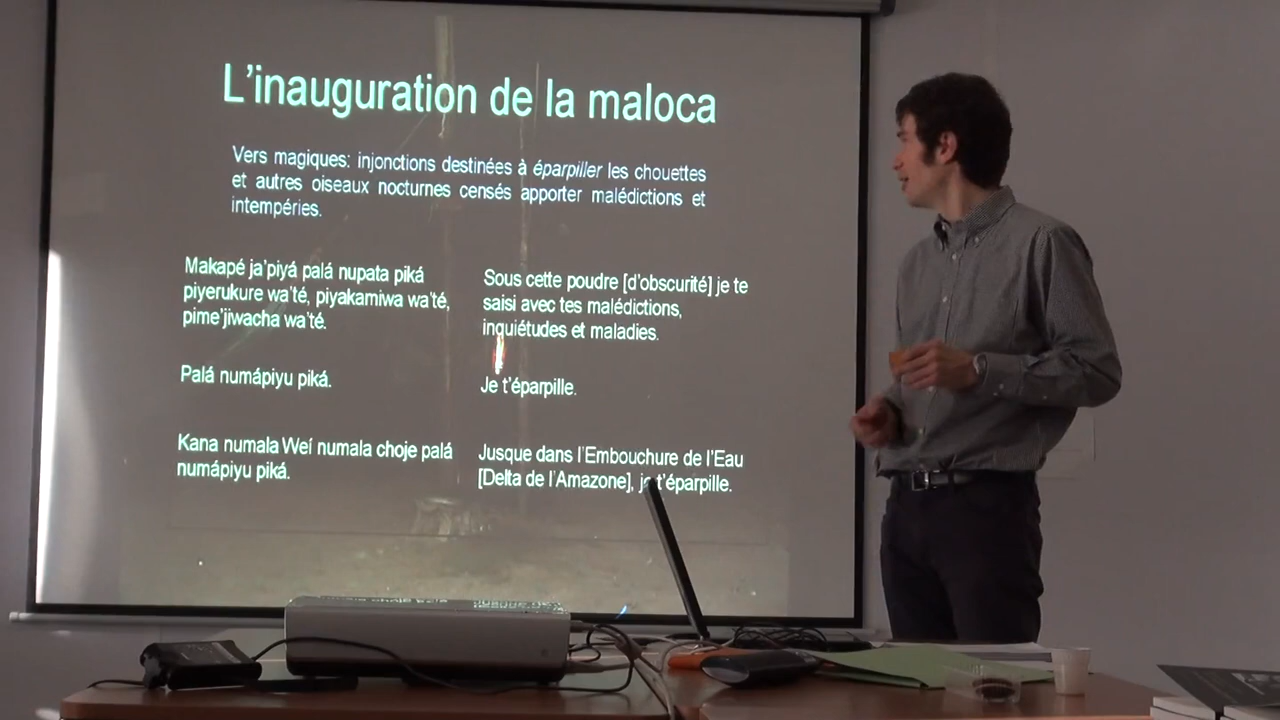 L'inauguration de la maloca
Vers magiques: injonctions destinées à éparpiller les chouettes
et autres oiseaux nocturnes censés apporter malédictions et
intempéries.
Makapé ja'piyá palá nupata piká
piyerukure wa'té, piyakamiwa wa'té,
pime'jiwacha wa'té.
Sous cette poudre [d'obscurité] je te
saisi avec tes malédictions,
inquiétudes et maladies.
Palá numápiyu piká.
Je t'éparpille.
Kana numala Weí numala choje palá
numápiyu piká.
Jusque dans l'Embouchure de l'Eau
[Delta de l'Amazone], je t'éparpille.